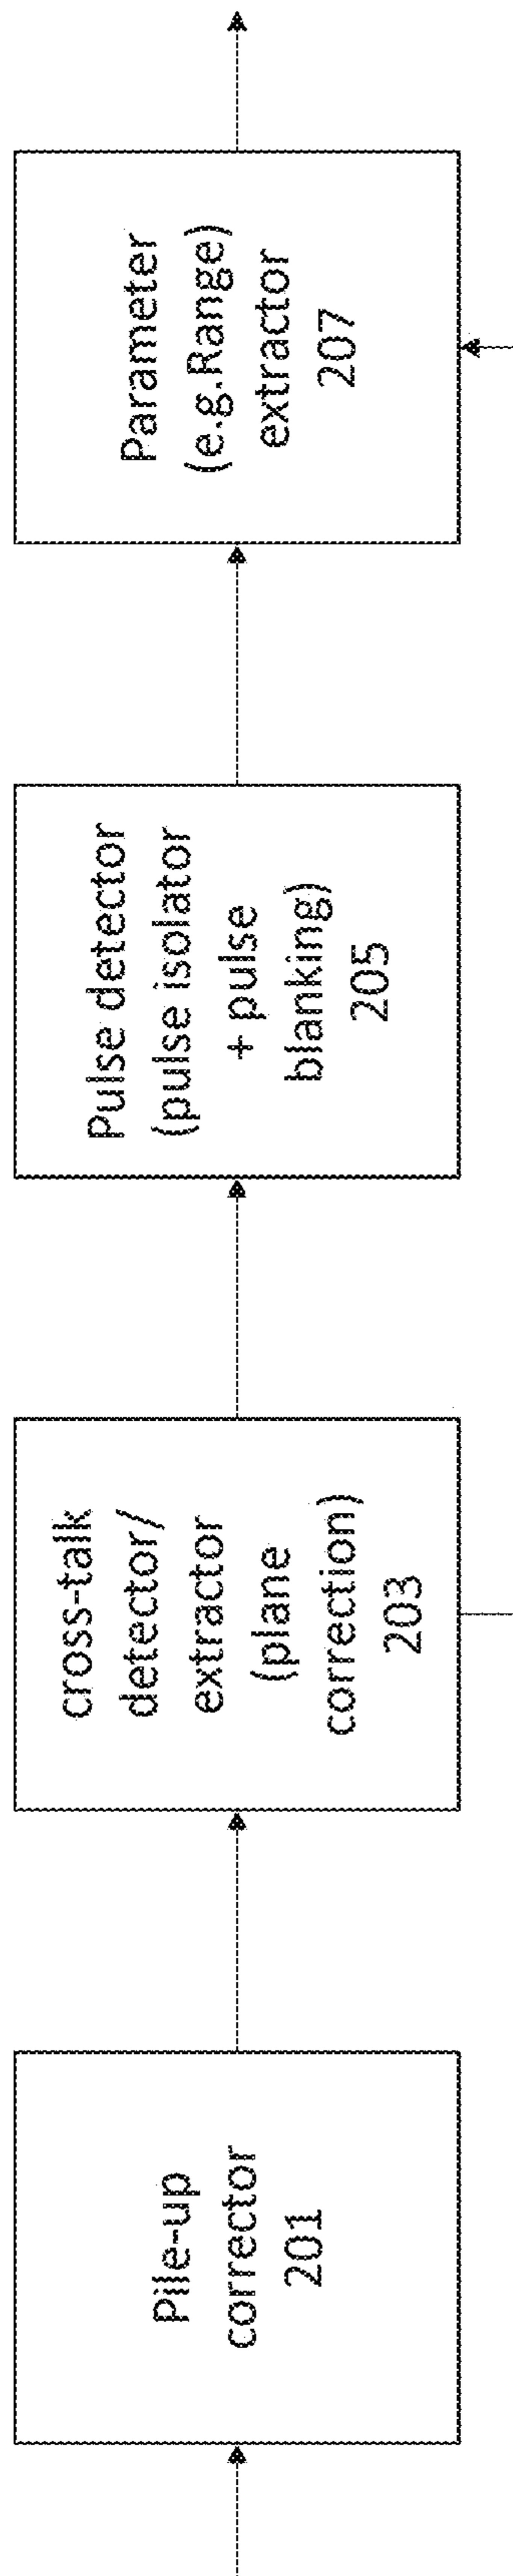 Pile-up
corrector
201
cross-talk
detector/
extractor
(plane
correction)
203
Pulse detector
(pulse isolator
+ pulse
blanking)
205
Parameter
(e.g.Range)
extractor
207